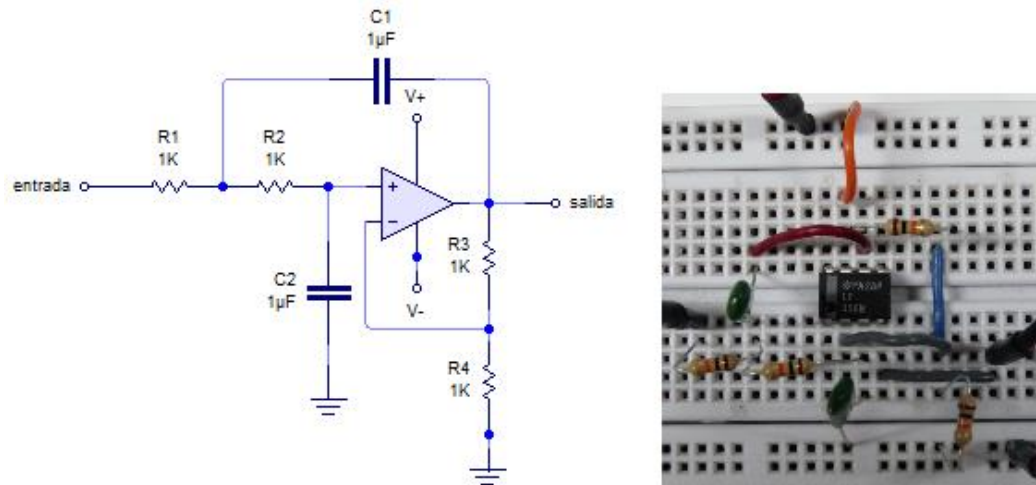 C1
1µF
V+
R1
1K
R2
1K
entrada
+
−
salida
R3
1K
C2
1µF
V-
R4
1K